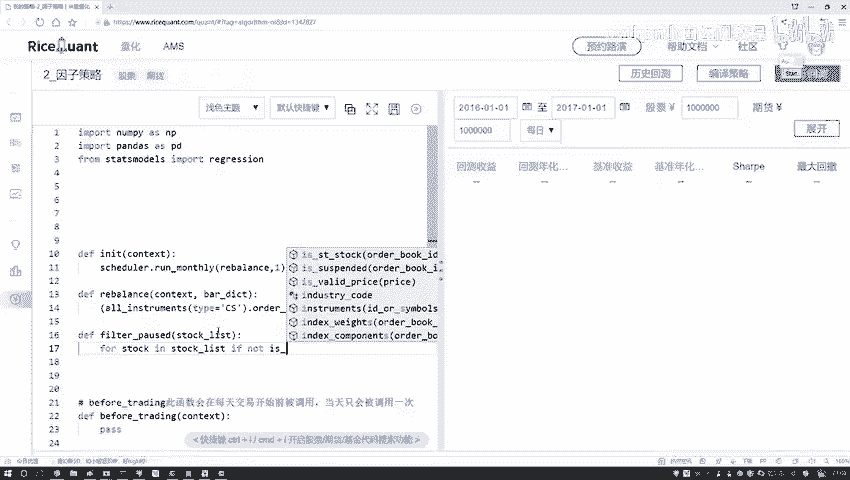 https://www.ricequant.com
RiceQuant 量化 AMS 预约路演 帮助文档 社区
2_因子策略 股票 期货 历史回测 编译策略
浅色主题 默认快捷键
2016-01-01 至 2017-01-01 股票 ¥ 1000000 期货 ¥
1000000 每日 展开
回测收益 回测年化... 基准收益 基准年化... Sharpe 最大回撤
1 import numpy as np
2 import pandas as pd
3 from statsmodels import regression
4
5
6
7
8
9
10 def init(context):
11 scheduler.run_monthly(rebalance,1)
12
13 def rebalance(context, bar_dict):
14 (all_instruments(type='CS').order_
15
16 def filter_paused(stock_list):
17 for stock in stock_list if not is_
18
19
20
21 # before_trading此函数会在每天交易开始前被调用，当天只会被调用一次
22 def before_trading(context):
23 pass
24
is_st_stock(order_book_id
is_suspended(order_book_i
is_valid_price(price)
industry_code
instruments(id_or_symbols
index_weights(order_book_
index_components(order_bo
<快捷键 ctrl + i / cmd + i 开启股票/期货/基金代码搜索功能>